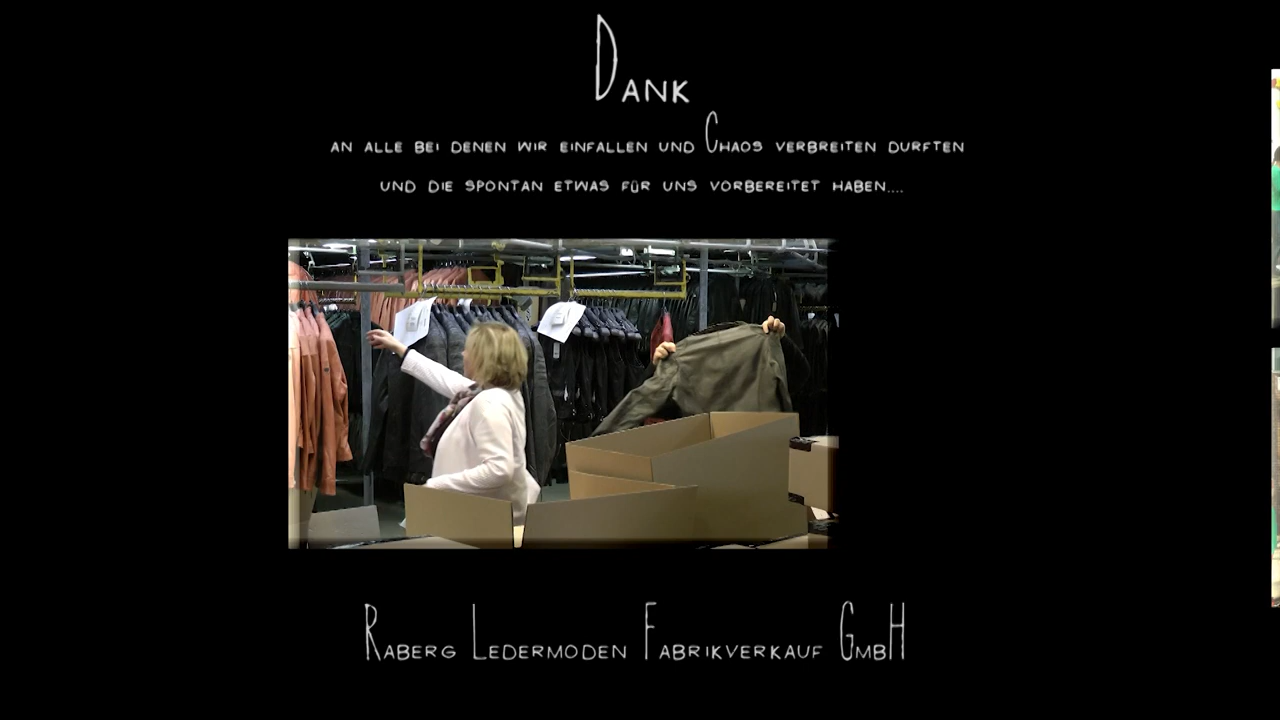 Dank
an alle bei denen wir einfallen und Chaos verbreiten durften
und die spontan etwas für uns vorbereitet haben....
Raberg Ledermoden Fabrikverkauf GmbH